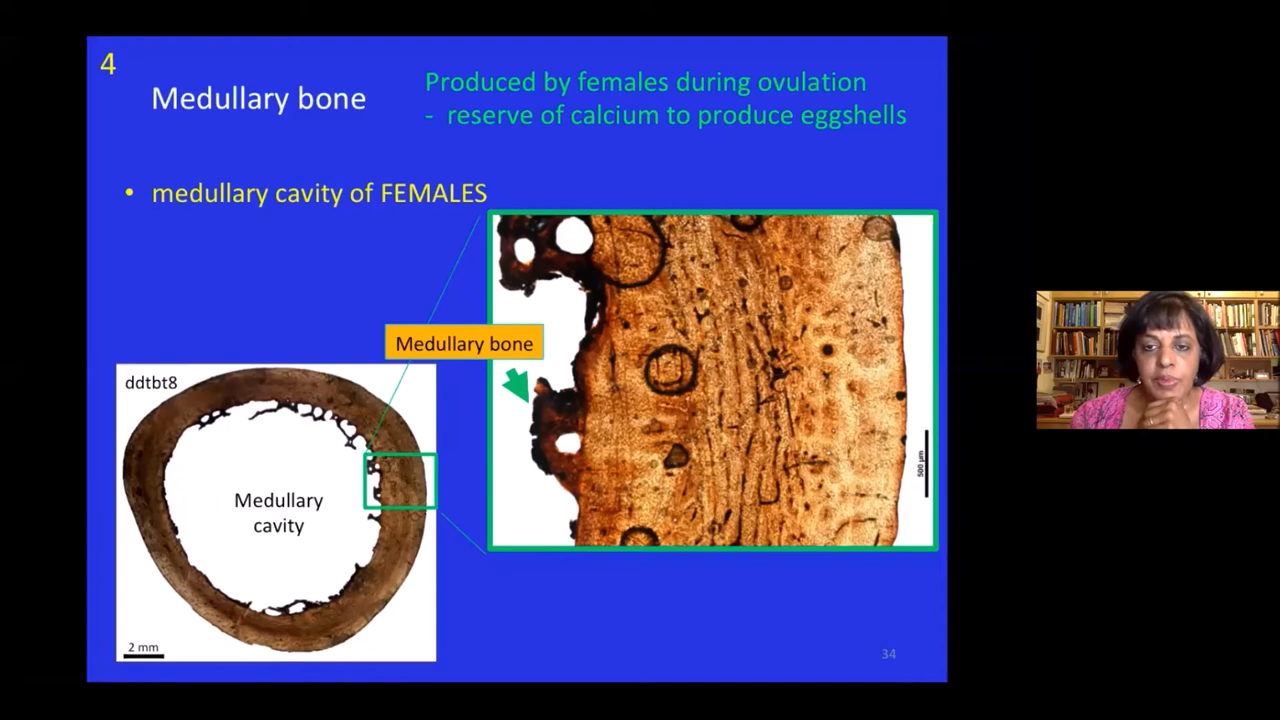 4
Medullary bone
Produced by females during ovulation
- reserve of calcium to produce eggshells
• medullary cavity of FEMALES
Medullary bone
ddtbt8
Medullary
cavity
2 mm
500 µm
34